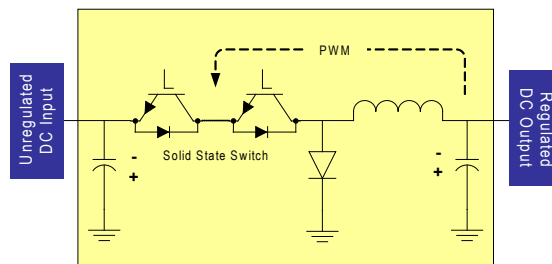 PWM
Unregulated
DC Input
Solid State Switch
-
+
-
+
Regulated
DC Output